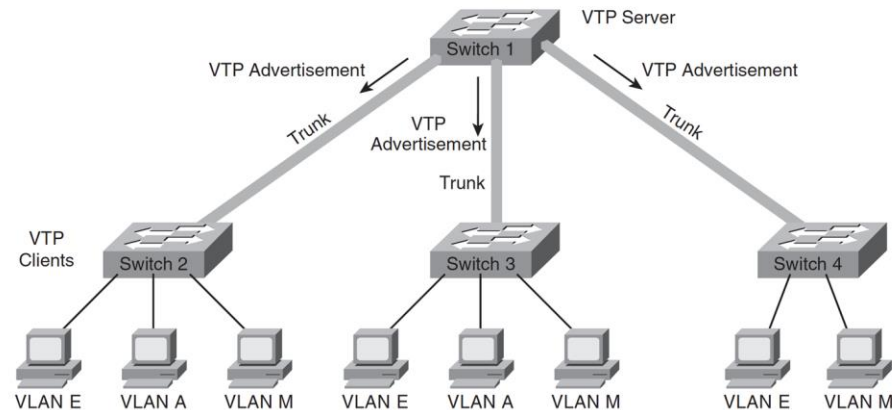 VTP Server
Switch 1
VTP Advertisement
VTP Advertisement
Trunk
VTP
Advertisement
Trunk
Trunk
VTP
Clients
Switch 2
Switch 3
Switch 4
VLAN E
VLAN A
VLAN M
VLAN E
VLAN A
VLAN M
VLAN E
VLAN M